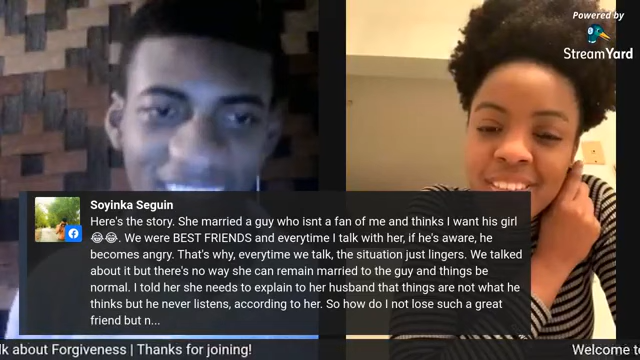 Powered by
StreamYard
Soyinka Seguin
Here's the story. She married a guy who isnt a fan of me and thinks I want his girl
😂😂. We were BEST FRIENDS and everytime I talk with her, if he's aware, he
becomes angry. That's why, everytime we talk, the situation just lingers. We talked
about it but there's no way she can remain married to the guy and things be
normal. I told her she needs to explain to her husband that things are not what he
thinks but he never listens, according to her. So how do I not lose such a great
friend but n...
lk about Forgiveness | Thanks for joining!
Welcome to